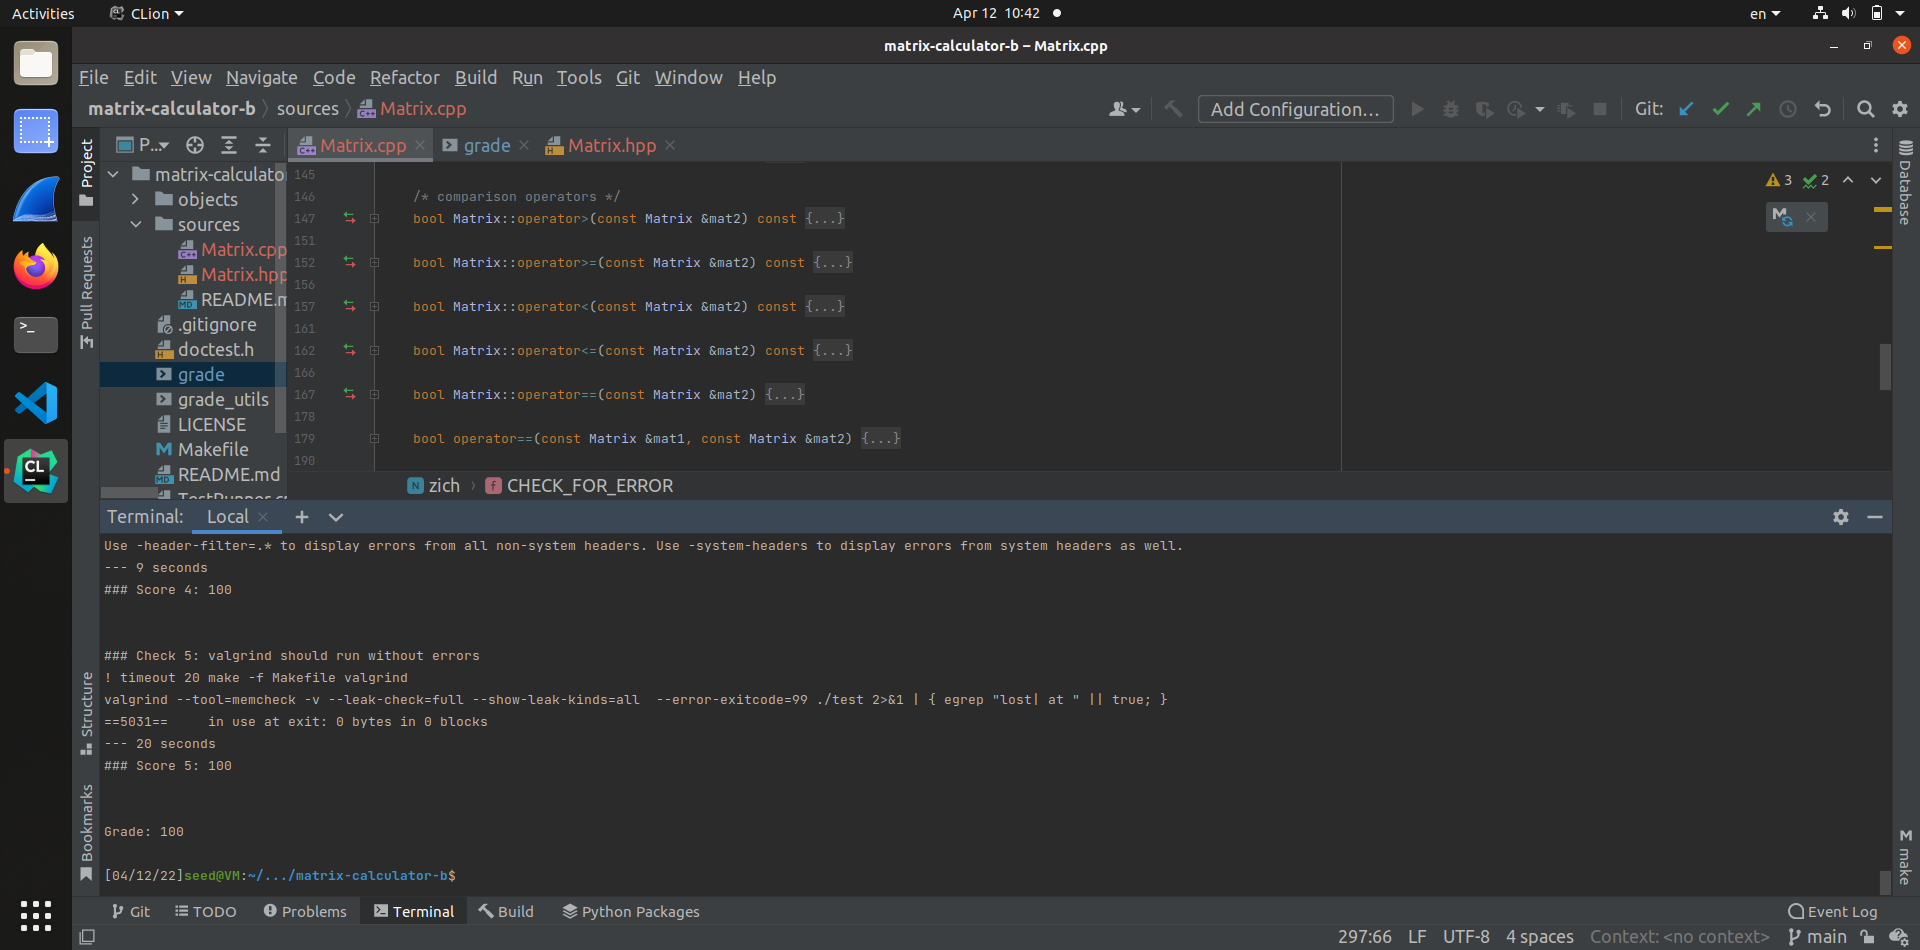 Activities
CLion
Apr 12 10:42
en
matrix-calculator-b – Matrix.cpp
File Edit View Navigate Code Refactor Build Run Tools Git Window Help
matrix-calculator-b sources Matrix.cpp
Add Configuration...
Git:
Project
P...
Matrix.cpp
grade
Matrix.hpp
matrix-calculato
objects
sources
Matrix.cpp
Matrix.hpp
README.m
.gitignore
doctest.h
grade
grade_utils
LICENSE
Makefile
README.md
Pull Requests
Structure
Bookmarks
Database
make
3 2
145
146 /* comparison operators */
147 bool Matrix::operator>(const Matrix &mat2) const {...}
151
152 bool Matrix::operator>=(const Matrix &mat2) const {...}
156
157 bool Matrix::operator<(const Matrix &mat2) const {...}
161
162 bool Matrix::operator<=(const Matrix &mat2) const {...}
166
167 bool Matrix::operator==(const Matrix &mat2) {...}
178
179 bool operator==(const Matrix &mat1, const Matrix &mat2) {...}
190
zich CHECK_FOR_ERROR
Terminal: Local
Use -header-filter=.* to display errors from all non-system headers. Use -system-headers to display errors from system headers as well.
--- 9 seconds
### Score 4: 100
### Check 5: valgrind should run without errors
! timeout 20 make -f Makefile valgrind
valgrind --tool=memcheck -v --leak-check=full --show-leak-kinds=all  --error-exitcode=99 ./test 2>&1 | { egrep "lost| at " || true; }
==5031==     in use at exit: 0 bytes in 0 blocks
--- 20 seconds
### Score 5: 100
Grade: 100
[04/12/22]seed@VM:~/.../matrix-calculator-b$
Git TODO Problems Terminal Build Python Packages Event Log
297:66 LF UTF-8 4 spaces Context: <no context> main